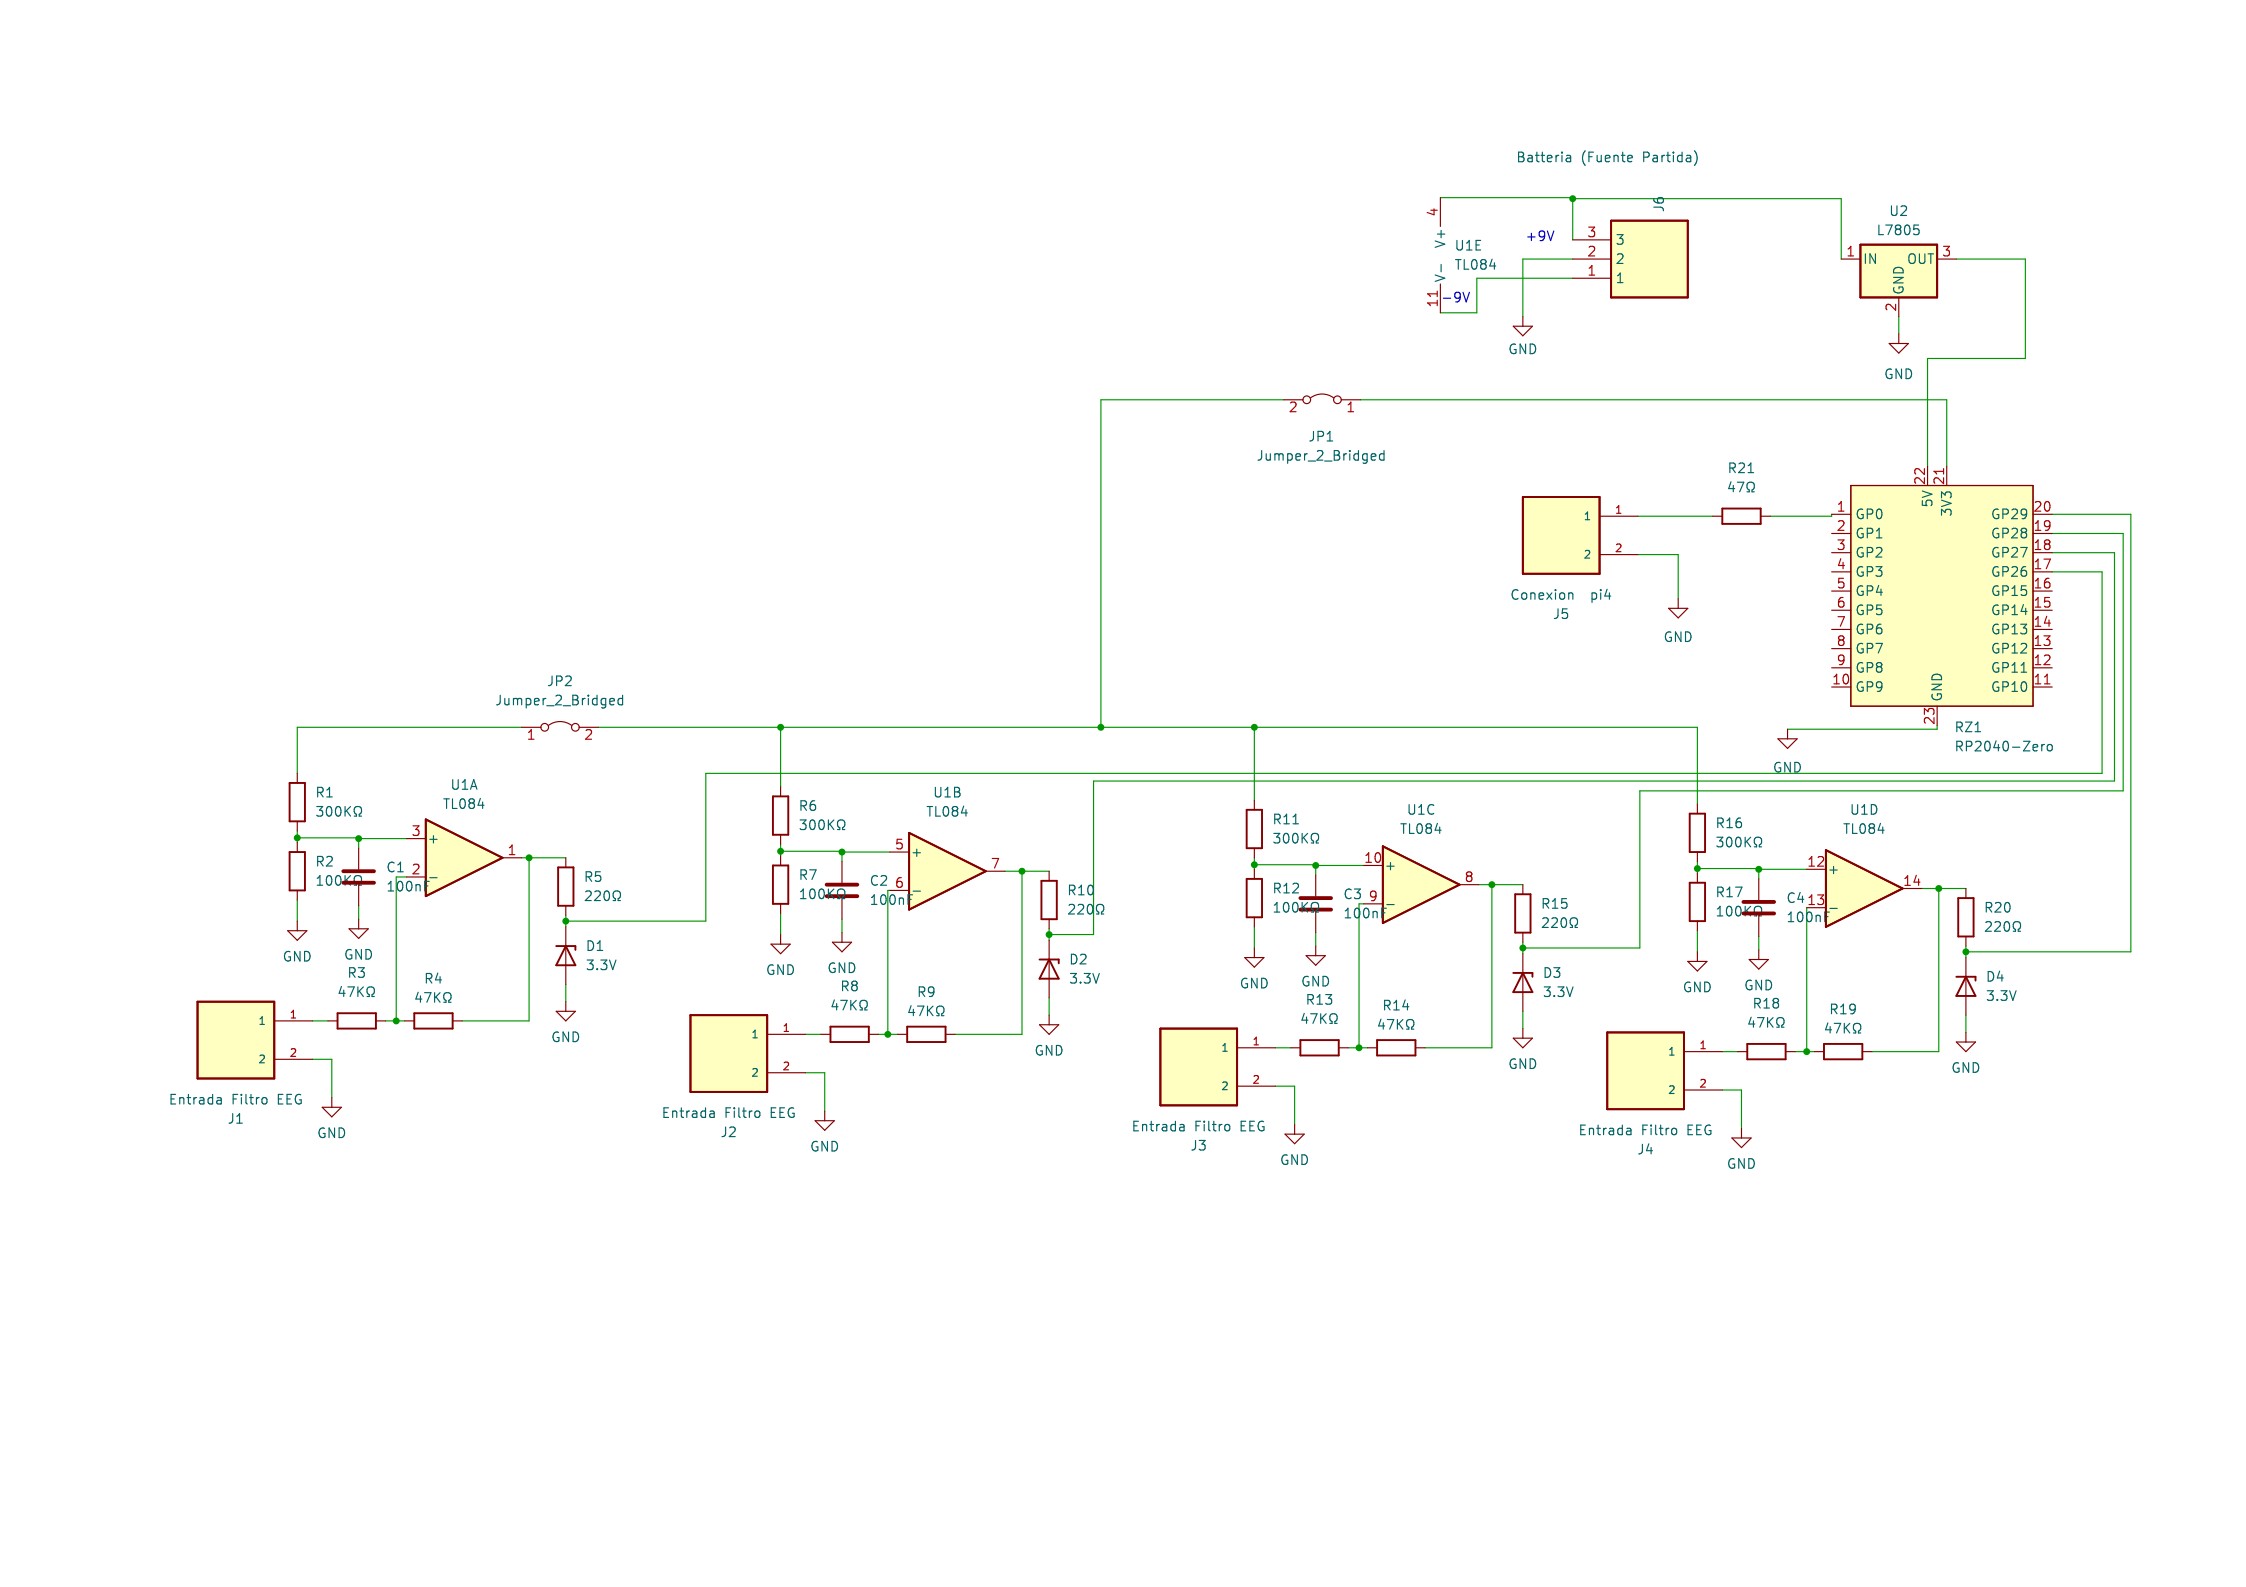 Batteria (Fuente Partida)
4
V+
V-
11
U1E
TL084
+9V
-9V
J6
3
2
1
3
2
1
GND
U2
L7805
1
IN
OUT
3
GND
2
GND
2
1
JP1
Jumper_2_Bridged
R21
47Ω
1
2
1
2
Conexion pi4
J5
GND
22
21
5V
3V3
1 GP0 GP29 20
2 GP1 GP28 19
3 GP2 GP27 18
4 GP3 GP26 17
5 GP4 GP15 16
6 GP5 GP14 15
7 GP6 GP13 14
8 GP7 GP12 13
9 GP8 GP11 12
10 GP9 GP10 11
GND
23
RZ1
RP2040-Zero
GND
JP2
Jumper_2_Bridged
1
2
R1
300KΩ
R2
100KΩ
GND
C1
100nF
GND
U1A
TL084
3
+
2
−
1
R5
220Ω
D1
3.3V
GND
R3
47KΩ
R4
47KΩ
1
2
1
2
Entrada Filtro EEG
J1
GND
R6
300KΩ
R7
100KΩ
GND
C2
100nF
GND
U1B
TL084
5
+
6
−
7
R10
220Ω
D2
3.3V
GND
R8
47KΩ
R9
47KΩ
1
2
1
2
Entrada Filtro EEG
J2
GND
R11
300KΩ
R12
100KΩ
GND
C3
100nF
GND
U1C
TL084
10
+
9
−
8
R15
220Ω
D3
3.3V
GND
R13
47KΩ
R14
47KΩ
1
2
1
2
Entrada Filtro EEG
J3
GND
R16
300KΩ
R17
100KΩ
GND
C4
100nF
GND
U1D
TL084
12
+
13
−
14
R20
220Ω
D4
3.3V
GND
R18
47KΩ
R19
47KΩ
1
2
1
2
Entrada Filtro EEG
J4
GND